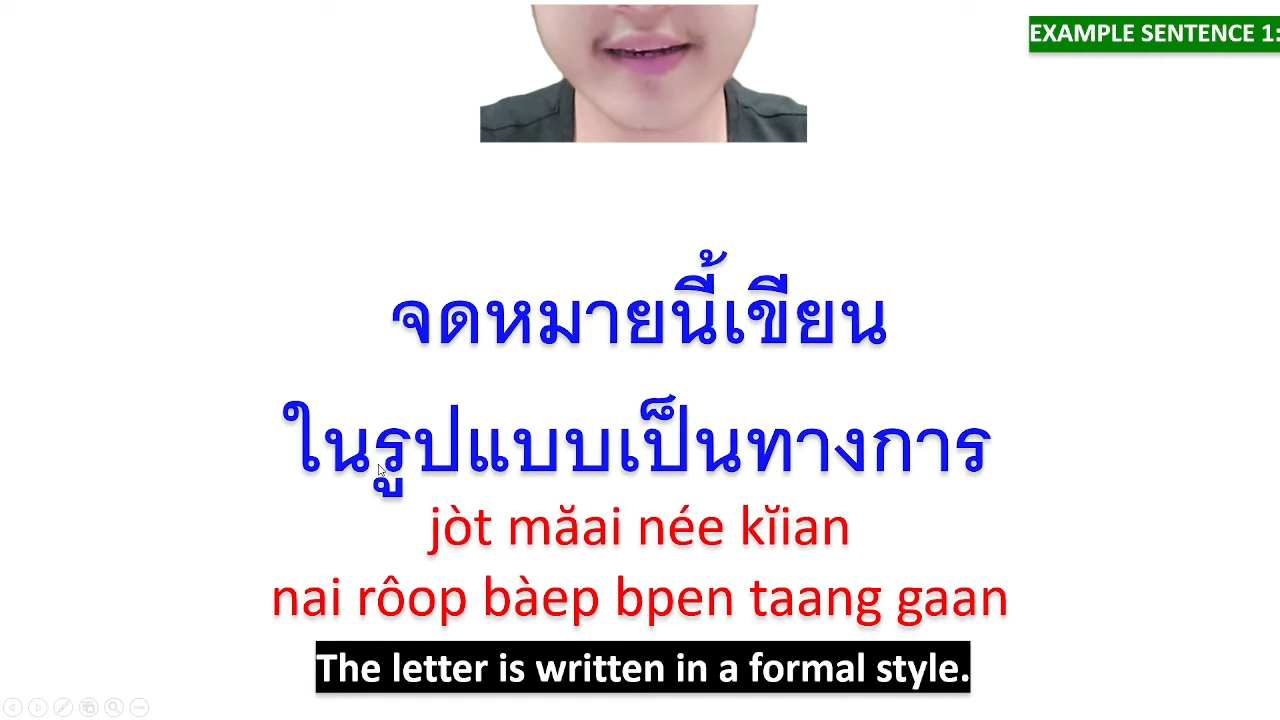 EXAMPLE SENTENCE 1:
จดหมายนี้เขียน
ในรูปแบบเป็นทางการ
jòt măai née kĭian
nai rôop bàep bpen taang gaan
The letter is written in a formal style.